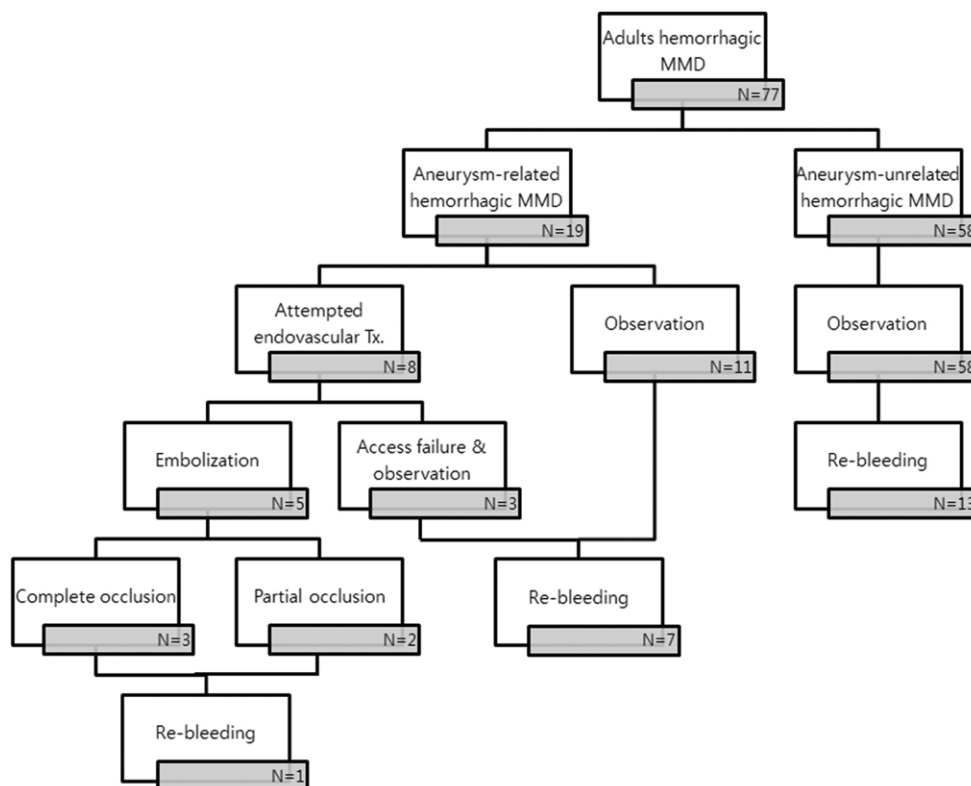 Adults hemorrhagic
MMD
N=77
Aneurysm-related
hemorrhagic MMD
N=19
Aneurysm-unrelated
hemorrhagic MMD
N=58
Attempted
endovascular Tx.
N=8
Observation
N=11
Observation
N=58
Embolization
N=5
Access failure &
observation
N=3
Re-bleeding
N=13
Complete occlusion
N=3
Partial occlusion
N=2
Re-bleeding
N=7
Re-bleeding
N=1